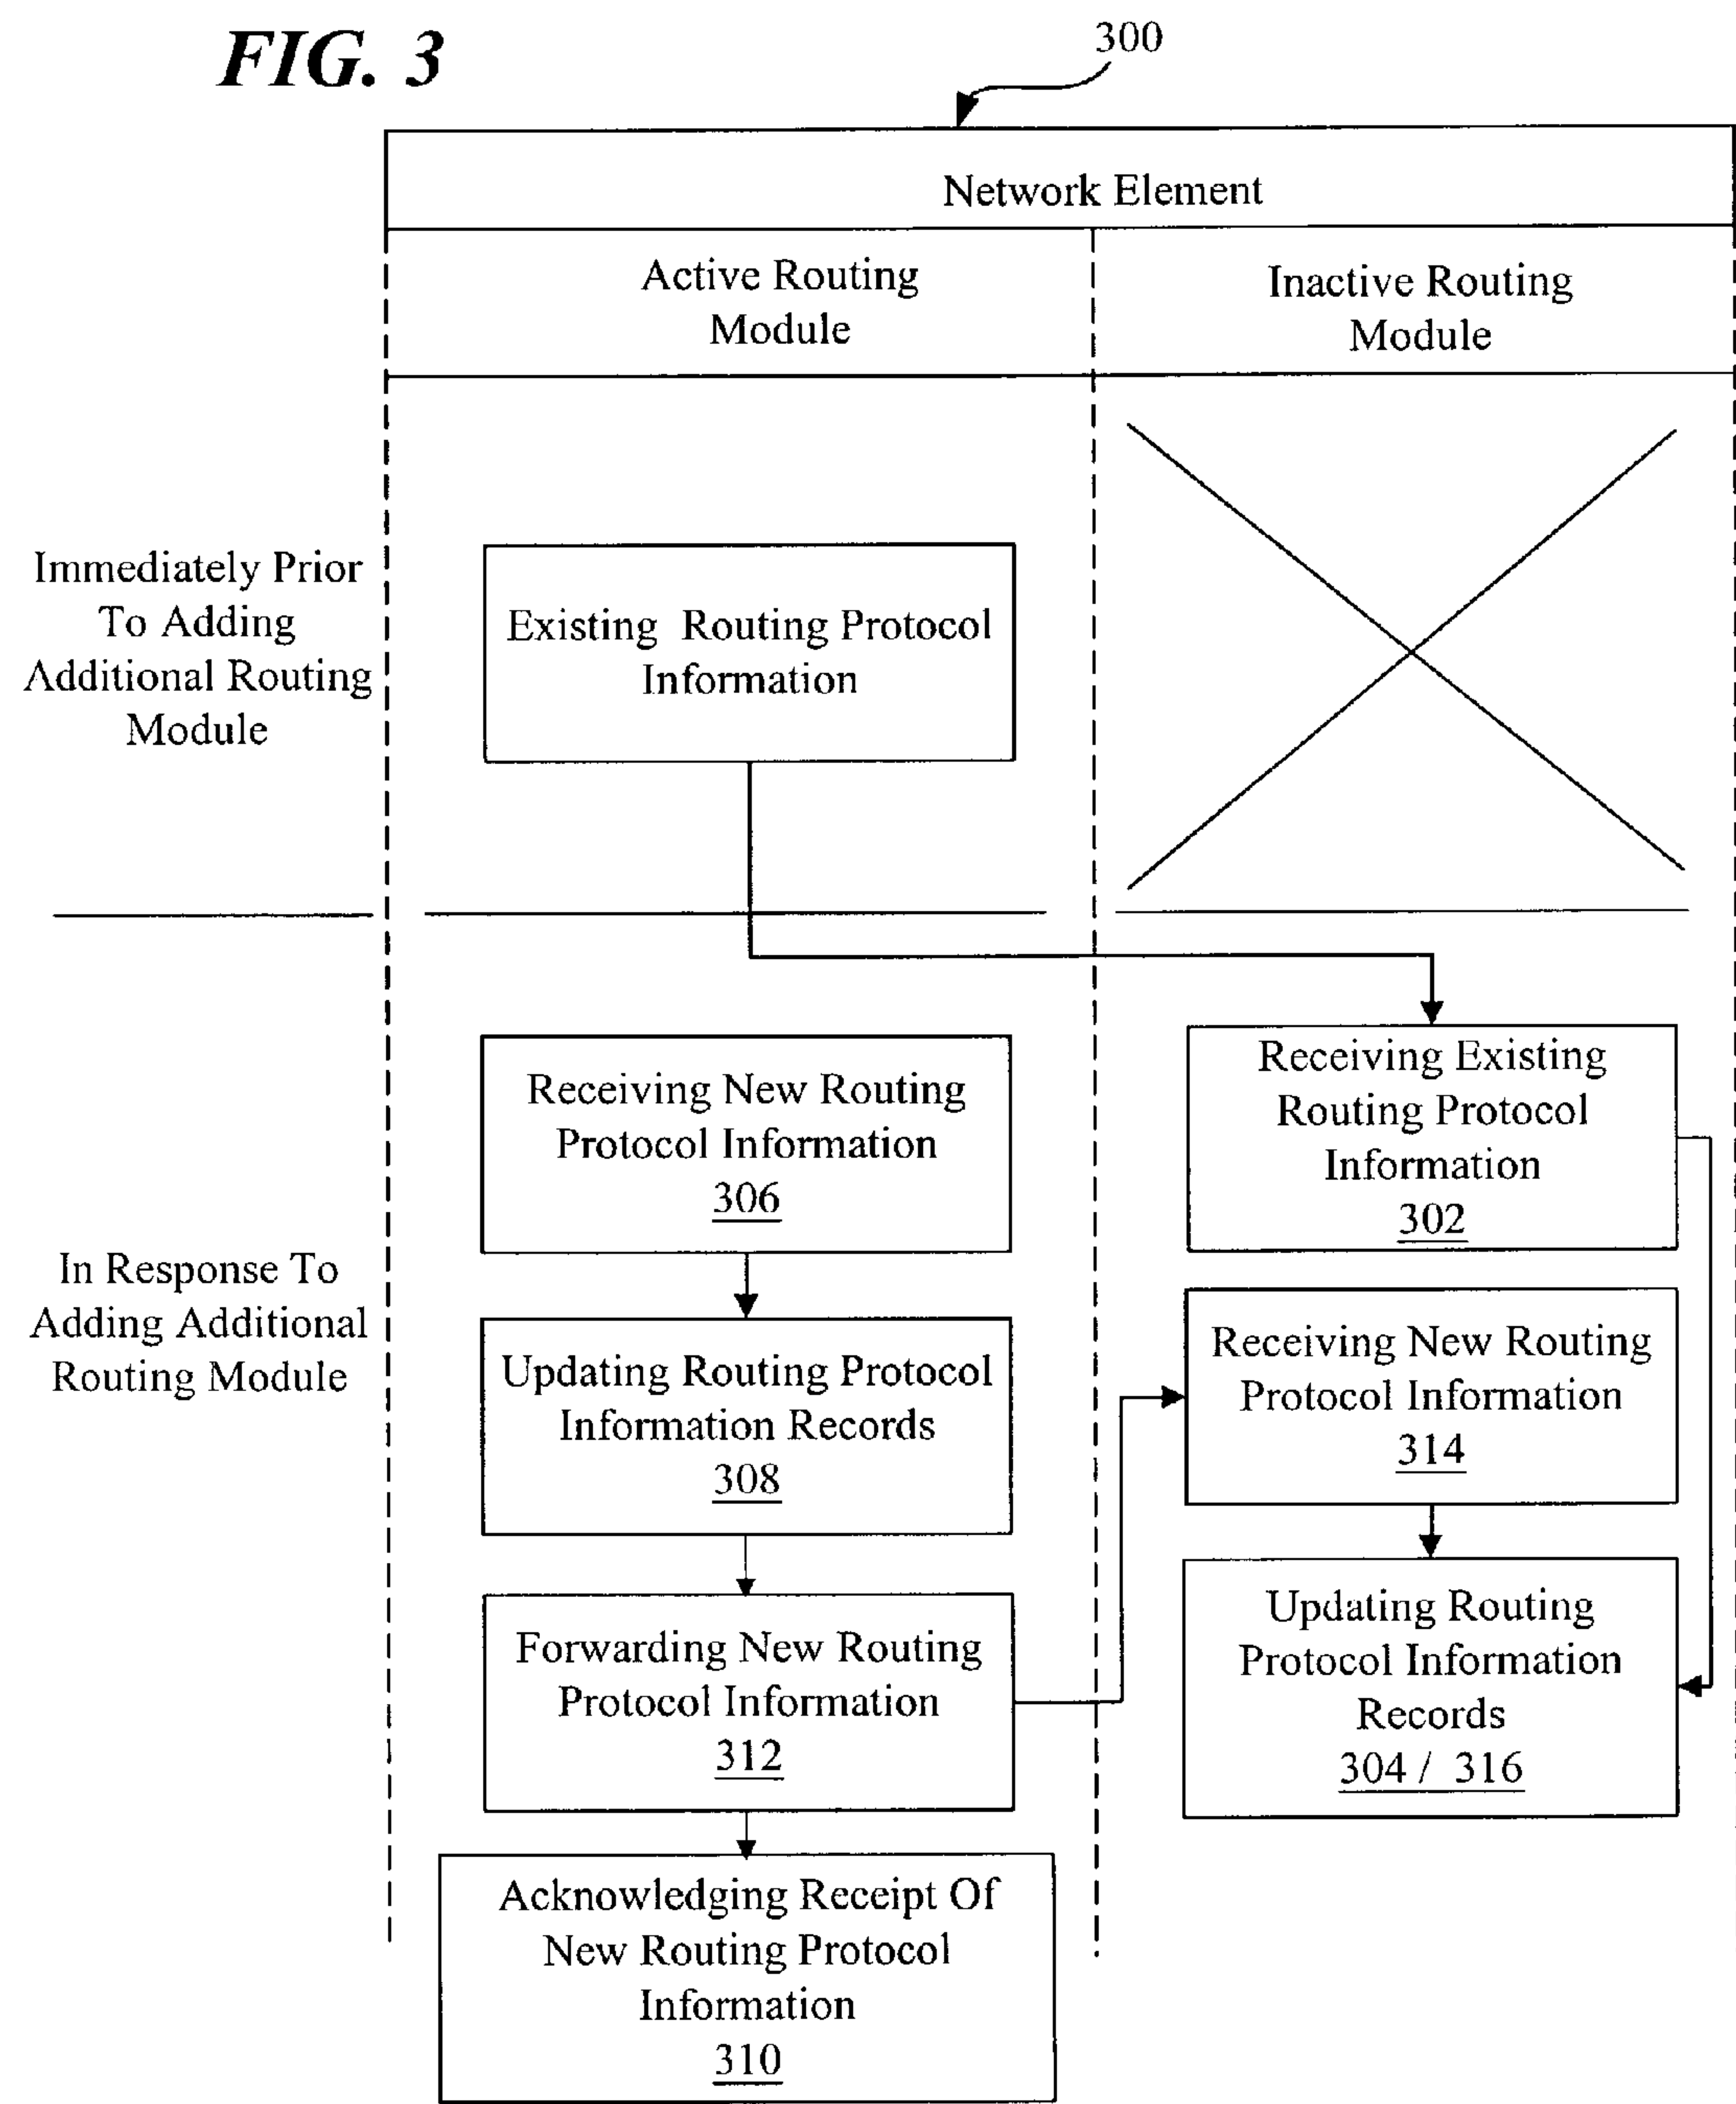 FIG. 3
300
Network Element
Active Routing
Module
Inactive Routing
Module
Immediately Prior
To Adding
Additional Routing
Module
Existing Routing Protocol
Information
In Response To
Adding Additional
Routing Module
Receiving New Routing
Protocol Information
306
Updating Routing Protocol
Information Records
308
Forwarding New Routing
Protocol Information
312
Acknowledging Receipt Of
New Routing Protocol
Information
310
Receiving Existing
Routing Protocol
Information
302
Receiving New Routing
Protocol Information
314
Updating Routing
Protocol Information
Records
304 / 316